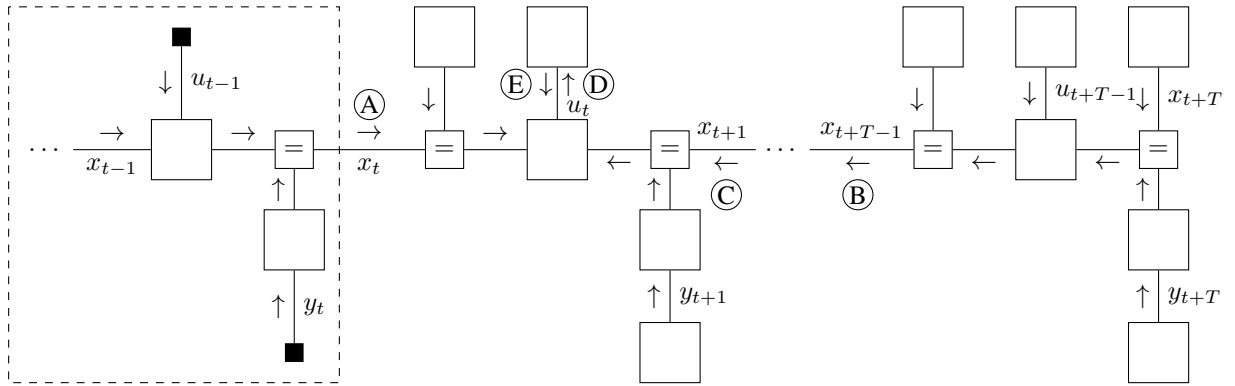 E
D
A
u_{t-1}
u_t
u_{t+T-1}
x_{t+T}
→ → → →
x_{t-1}
=
x_t
=
=
x_{t+1}
x_{t+T-1}
=
=
⋯
⋯
C
B
y_t
y_{t+1}
y_{t+T}